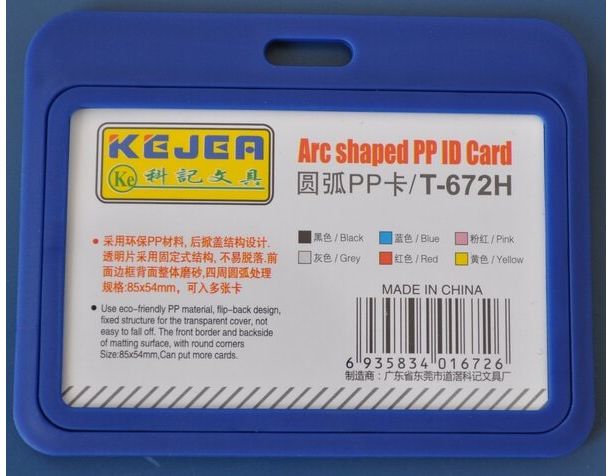 KEJEA
Ke 科記文具
Arc shaped PP ID Card
圆弧PP卡/T-672H
黑色/Black 蓝色/Blue 粉红/Pink
灰色/Grey 红色/Red 黄色/Yellow
• 采用环保PP材料, 后掀盖结构设计.
透明片采用固定式结构, 不易脱落.前
面边框背面整体磨砂,四周圆弧处理
规格:85x54mm, 可入多张卡
• Use eco-friendly PP material, flip-back design,
fixed structure for the transparent cover, not
easy to fall off. The front border and backside
of matting surface, with round corners
Size:85x54mm,Can put more cards.
MADE IN CHINA
6 935834 016726
制造商：广东省东莞市道滘科记文具厂